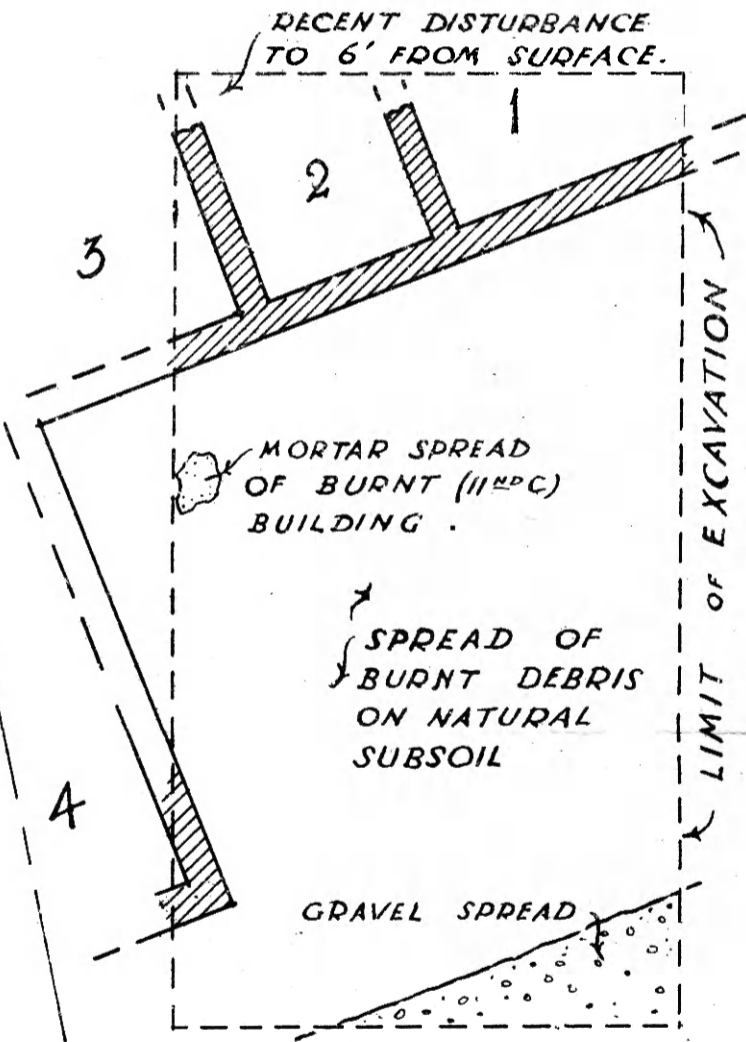 RECENT DISTURBANCE
TO 6' FROM SURFACE.
1
2
3
MORTAR SPREAD
OF BURNT (IIND C)
BUILDING .
SPREAD OF
BURNT DEBRIS
ON NATURAL
SUBSOIL
4
GRAVEL SPREAD
LIMIT OF EXCAVATION